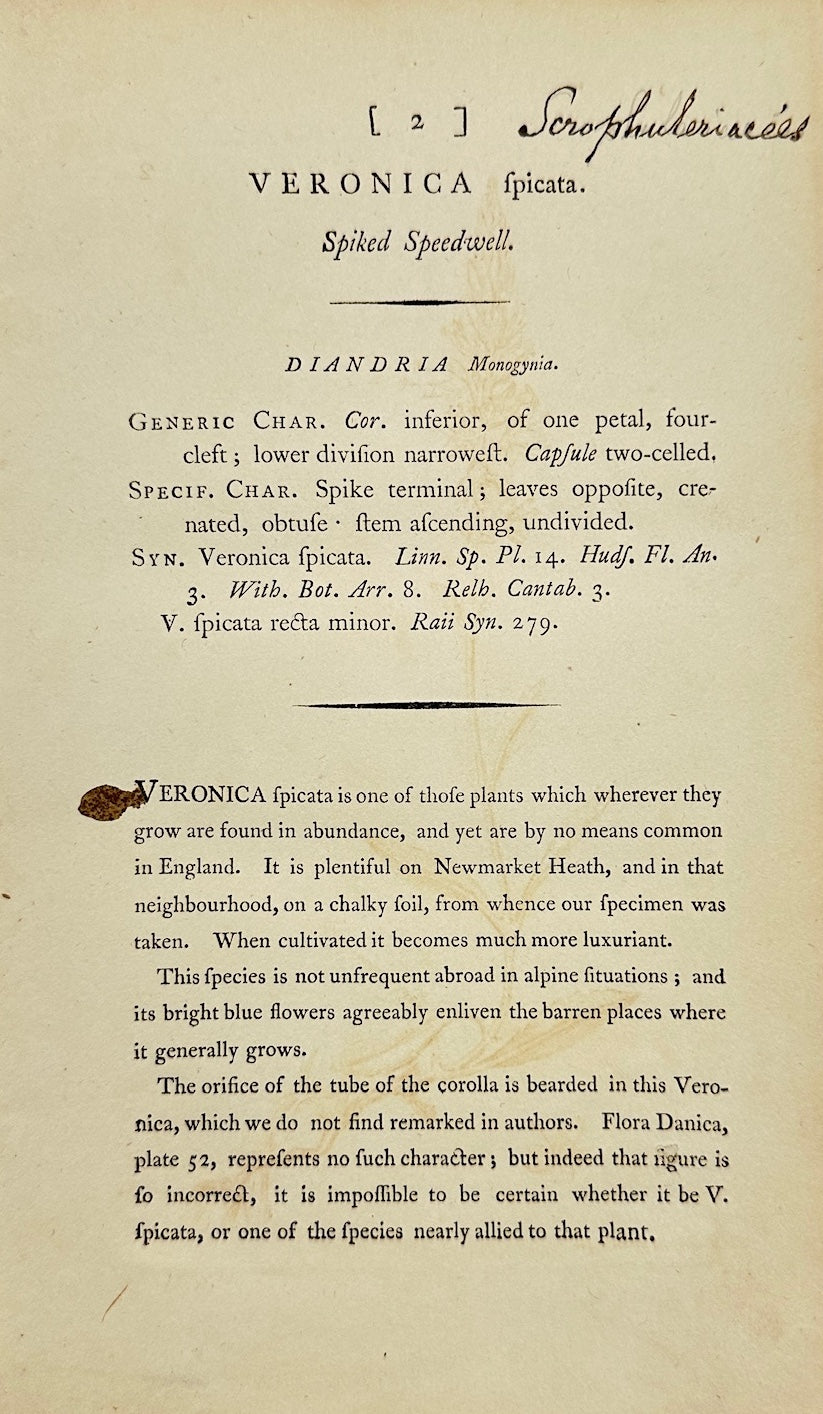 [ 2 ] Scrophulériacées
VERONICA ſpicata.
Spiked Speedwell.
DIANDRIA Monogynia.
GENERIC CHAR. Cor. inferior, of one petal, four-
cleft; lower diviſion narroweſt. Capſule two-celled.
SPECIF. CHAR. Spike terminal; leaves oppoſite, cre-
nated, obtuſe · ſtem aſcending, undivided.
SYN. Veronica ſpicata. Linn. Sp. Pl. 14. Hudſ. Fl. An.
3. With. Bot. Arr. 8. Relh. Cantab. 3.
V. ſpicata recta minor. Raii Syn. 279.
VERONICA ſpicata is one of thoſe plants which wherever they
grow are found in abundance, and yet are by no means common
in England. It is plentiful on Newmarket Heath, and in that
neighbourhood, on a chalky ſoil, from whence our ſpecimen was
taken. When cultivated it becomes much more luxuriant.
This ſpecies is not unfrequent abroad in alpine ſituations; and
its bright blue flowers agreeably enliven the barren places where
it generally grows.
The orifice of the tube of the corolla is bearded in this Vero-
nica, which we do not find remarked in authors. Flora Danica,
plate 52, repreſents no ſuch character; but indeed that figure is
ſo incorrect, it is impoſſible to be certain whether it be V.
ſpicata, or one of the ſpecies nearly allied to that plant.